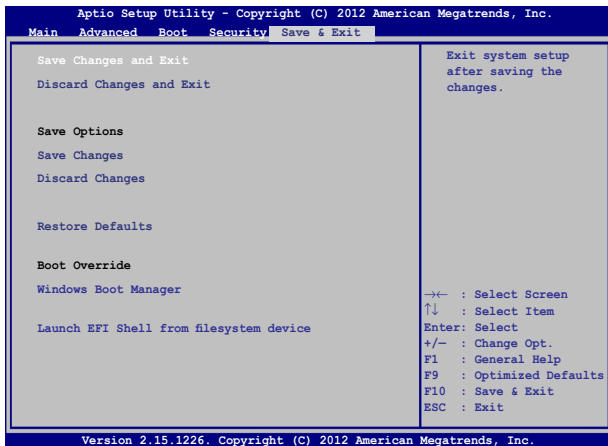 Aptio Setup Utility - Copyright (C) 2012 American Megatrends, Inc.
Main Advanced Boot Security Save & Exit
Save Changes and Exit
Discard Changes and Exit
Save Options
Save Changes
Discard Changes
Restore Defaults
Boot Override
Windows Boot Manager
Launch EFI Shell from filesystem device
Exit system setup
after saving the
changes.
→← : Select Screen
↑↓ : Select Item
Enter: Select
+/— : Change Opt.
F1 : General Help
F9 : Optimized Defaults
F10 : Save & Exit
ESC : Exit
Version 2.15.1226. Copyright (C) 2012 American Megatrends, Inc.